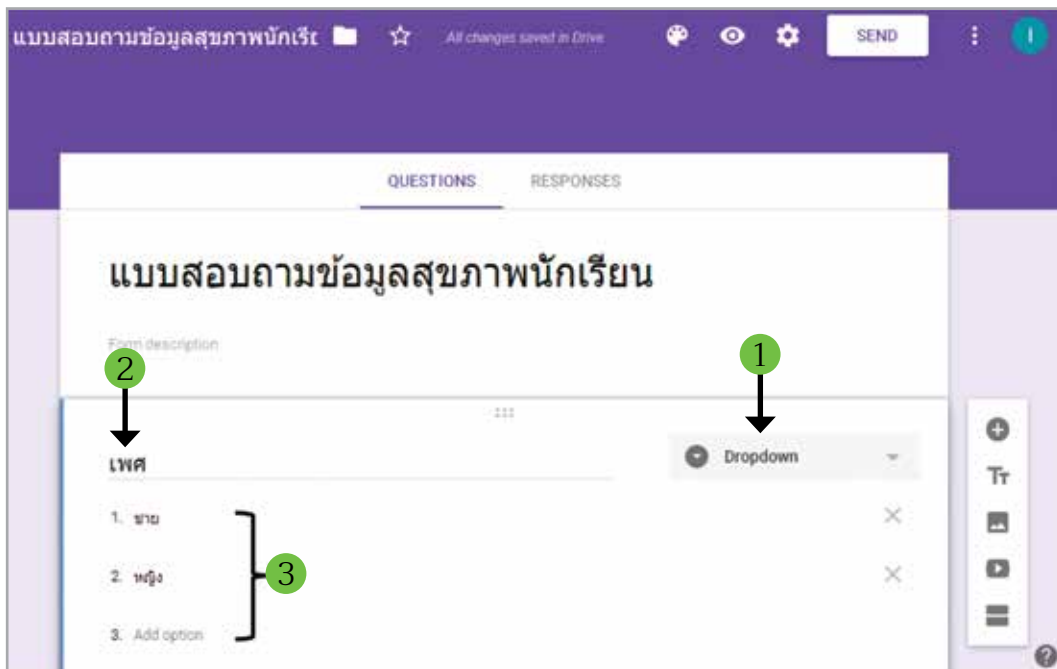 แบบสอบถามข้อมูลสุขภาพนักเรีย All changes saved in Drive SEND I
QUESTIONS RESPONSES
แบบสอบถามข้อมูลสุขภาพนักเรียน
Form description
2 1
เพศ Dropdown
Tт
1. ชาย
2. หญิง
3
3. Add option
?